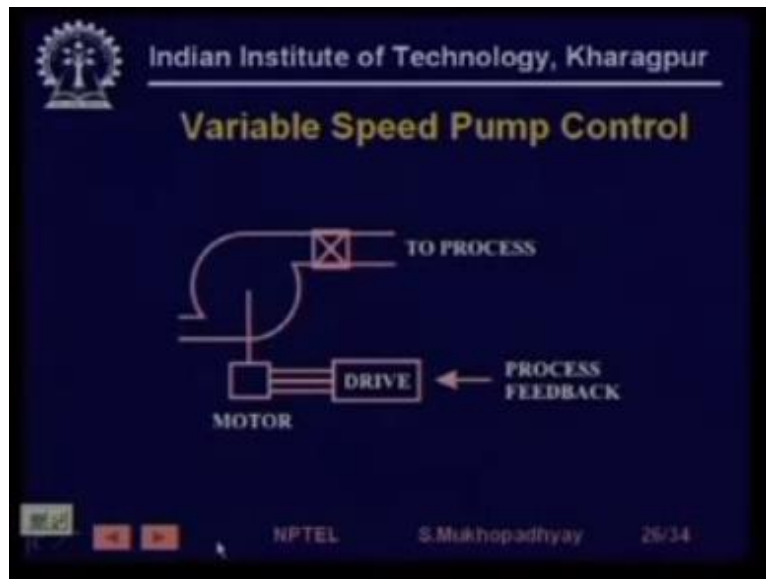 Indian Institute of Technology, Kharagpur
Variable Speed Pump Control
TO PROCESS
DRIVE
PROCESS
FEEDBACK
MOTOR
NPTEL S.Mukhopadhyay 26/34